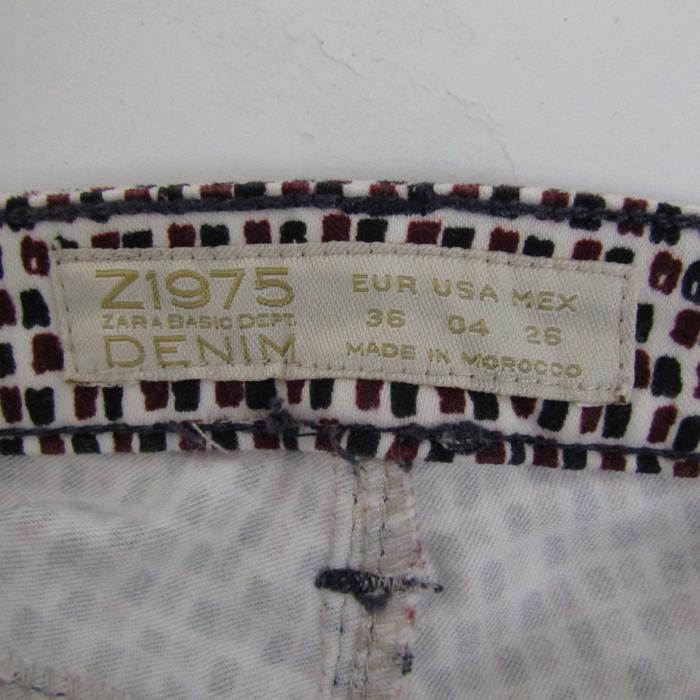 Z1975
ZARA BASIC DEPT.
DENIM
EUR USA MEX
36 04 26
MADE IN MOROCCO